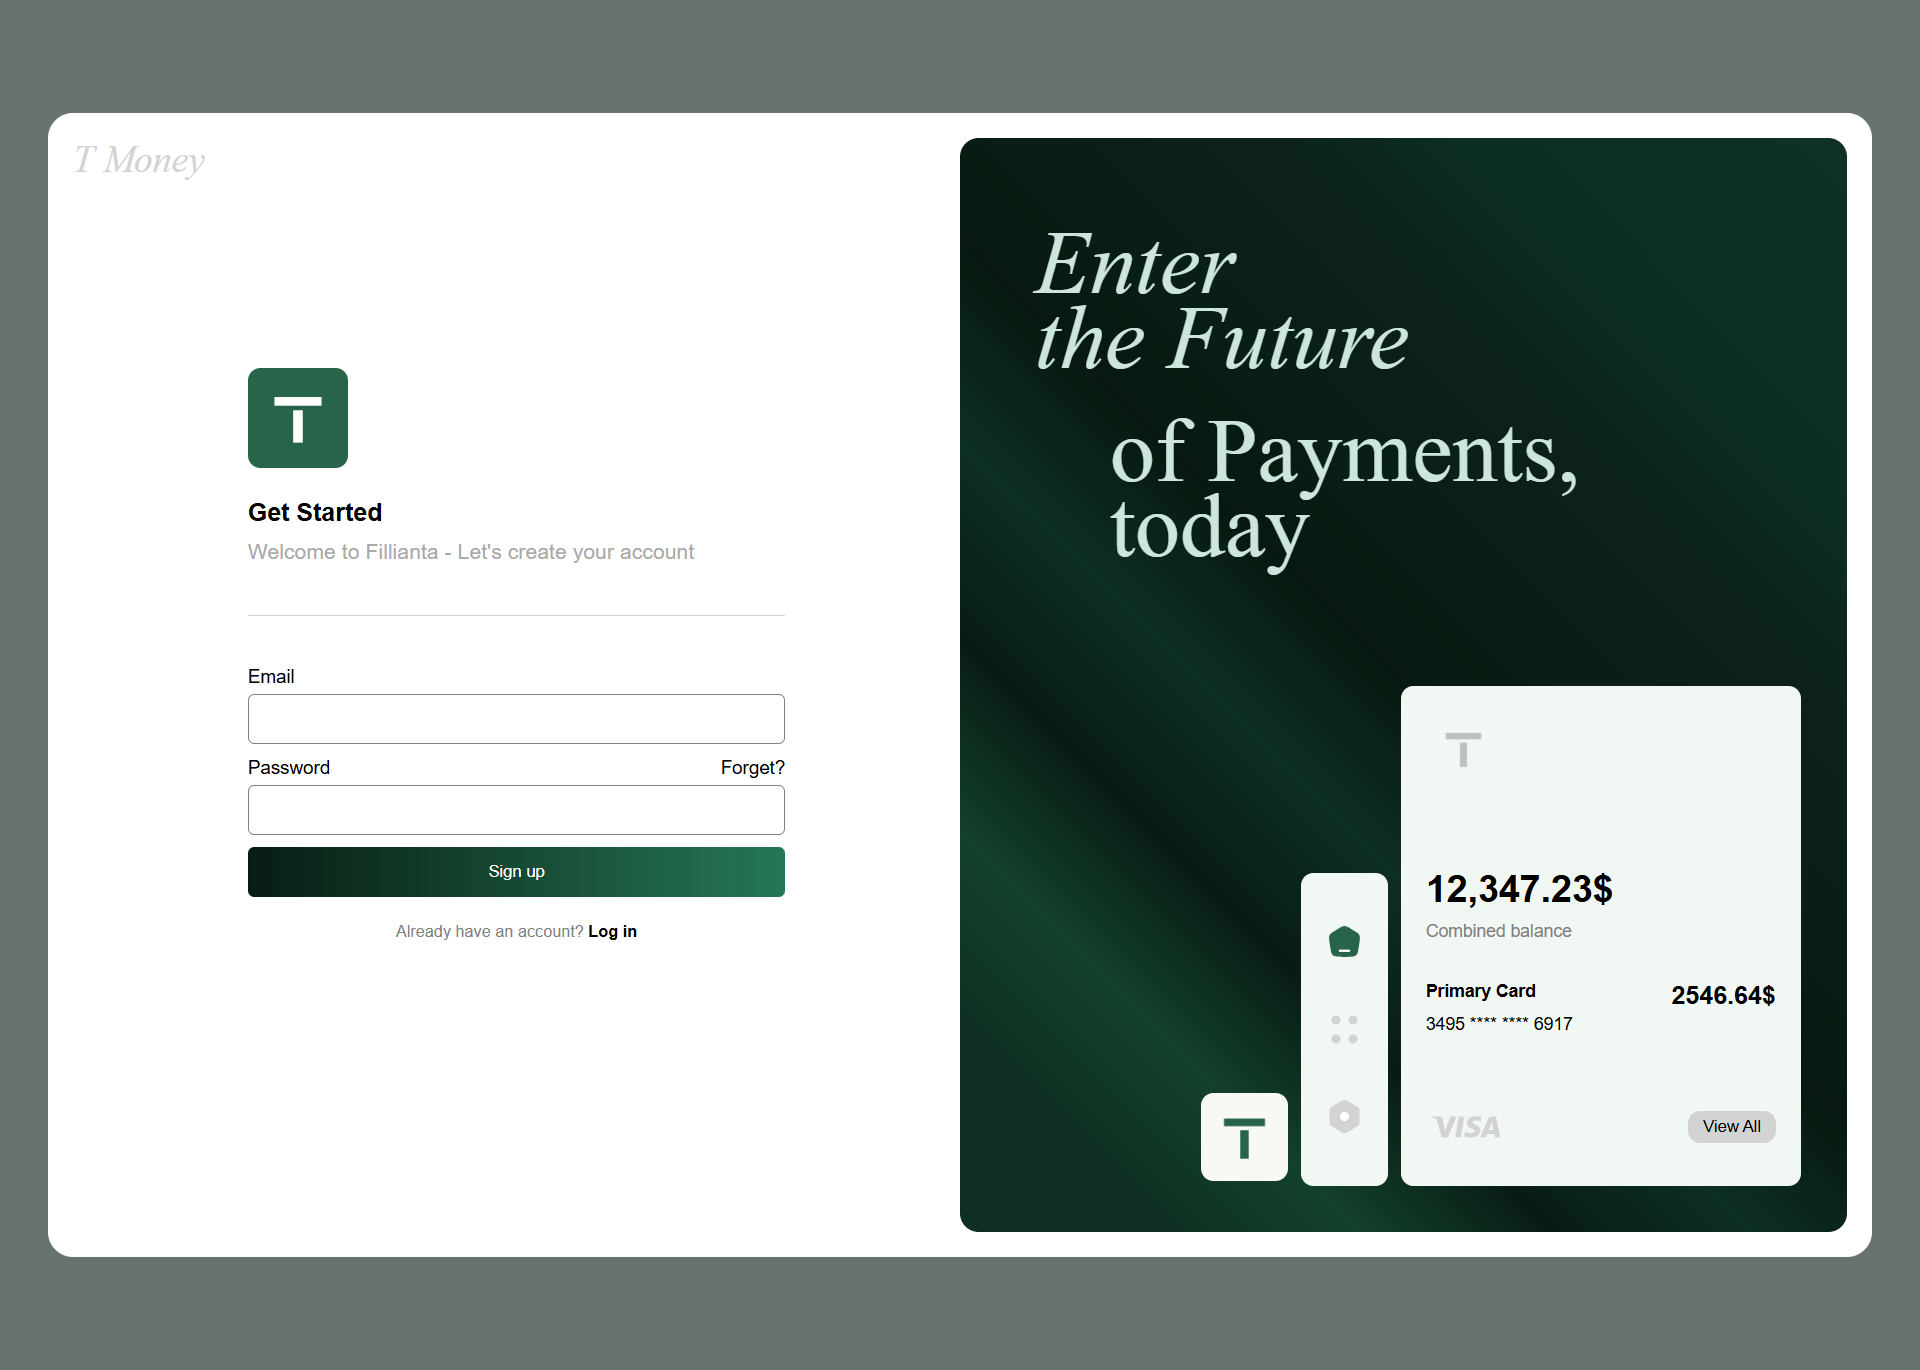 T Money
T
Get Started
Welcome to Fillianta - Let's create your account
Email
Password
Forget?
Sign up
Already have an account? Log in
Enter
the Future
of Payments,
today
T
T
12,347.23$
Combined balance
Primary Card
2546.64$
3495 **** **** 6917
VISA
View All